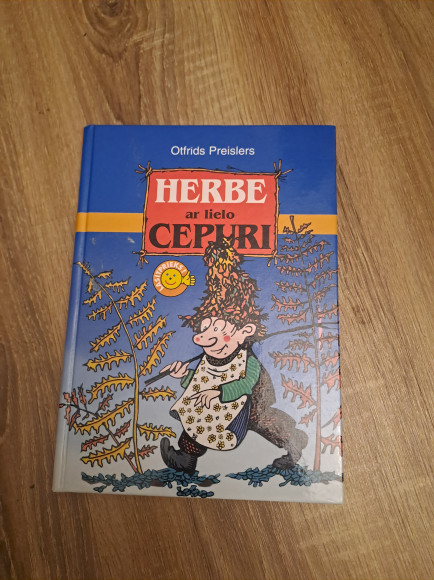 Otfrids Preislers
HERBE
ar lielo
CEPURI